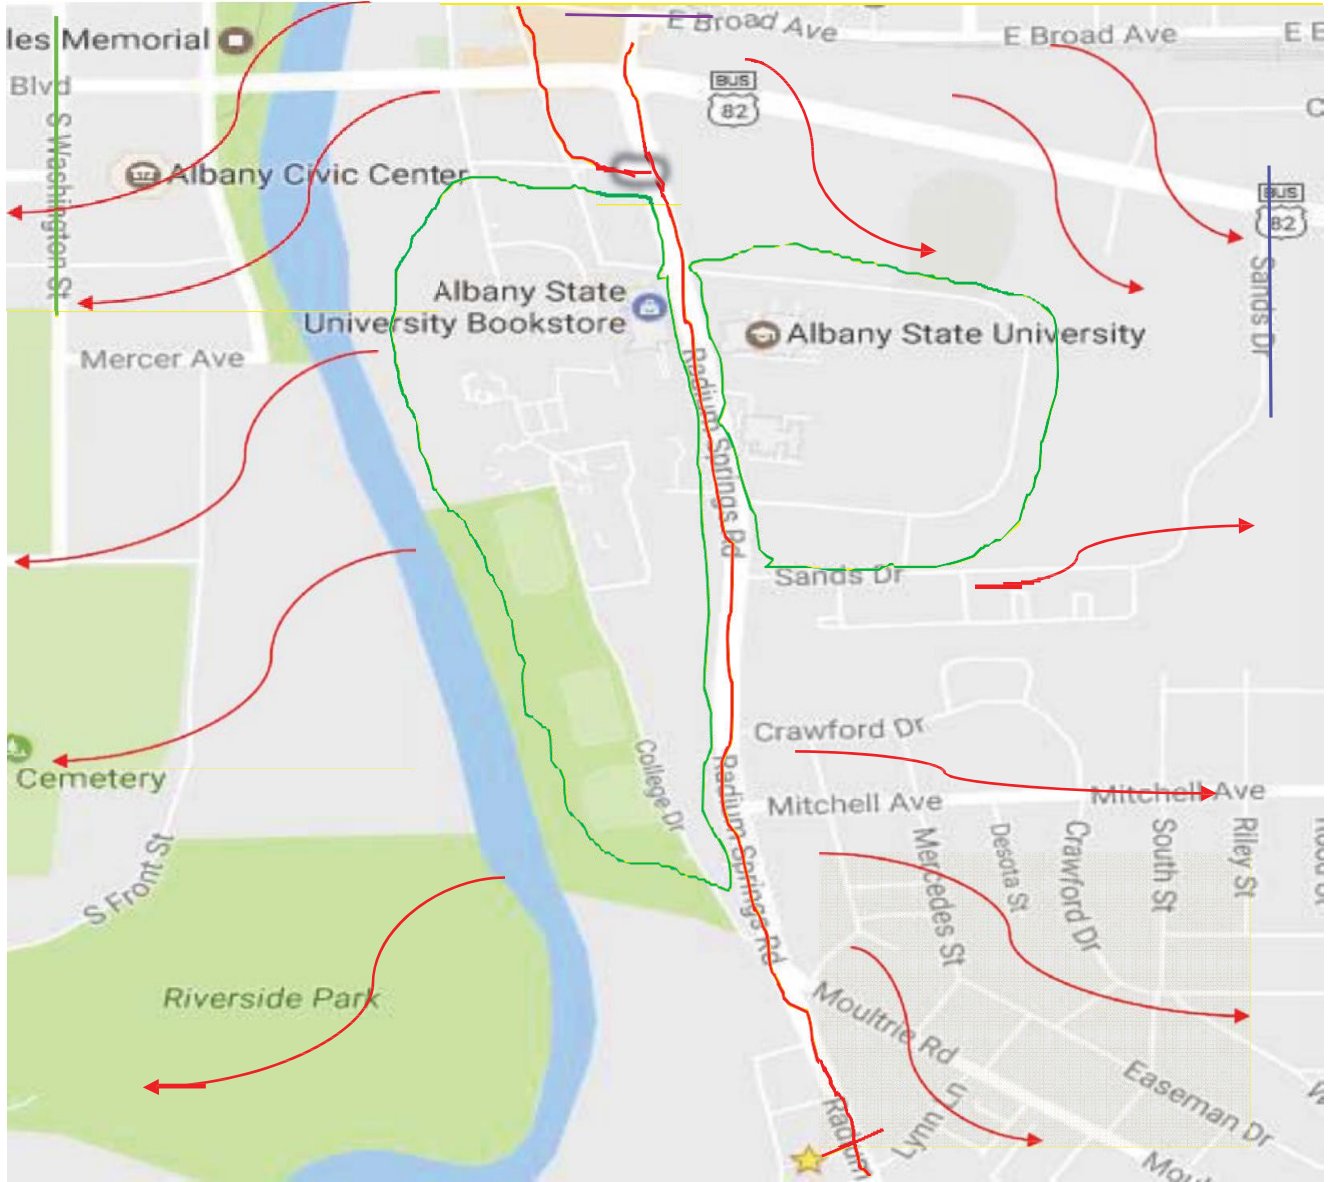 E Broad Ave
E Broad Ave
les Memorial
Blvd
BUS
82
S Washington St
Albany Civic Center
BUS
82
Albany State
University Bookstore
Albany State University
Sands Dr
Mercer Ave
Radium Springs Rd
Sands Dr
Crawford Dr
Cemetery
College Dr
Mitchell Ave
Mitchell Ave
Radium Springs Rd
S Front St
Mercedes St
Desota St
Crawford Dr
South St
Riley St
Riverside Park
Moultrie Rd
Easeman Dr
Lynn Ln
Radium
Moul